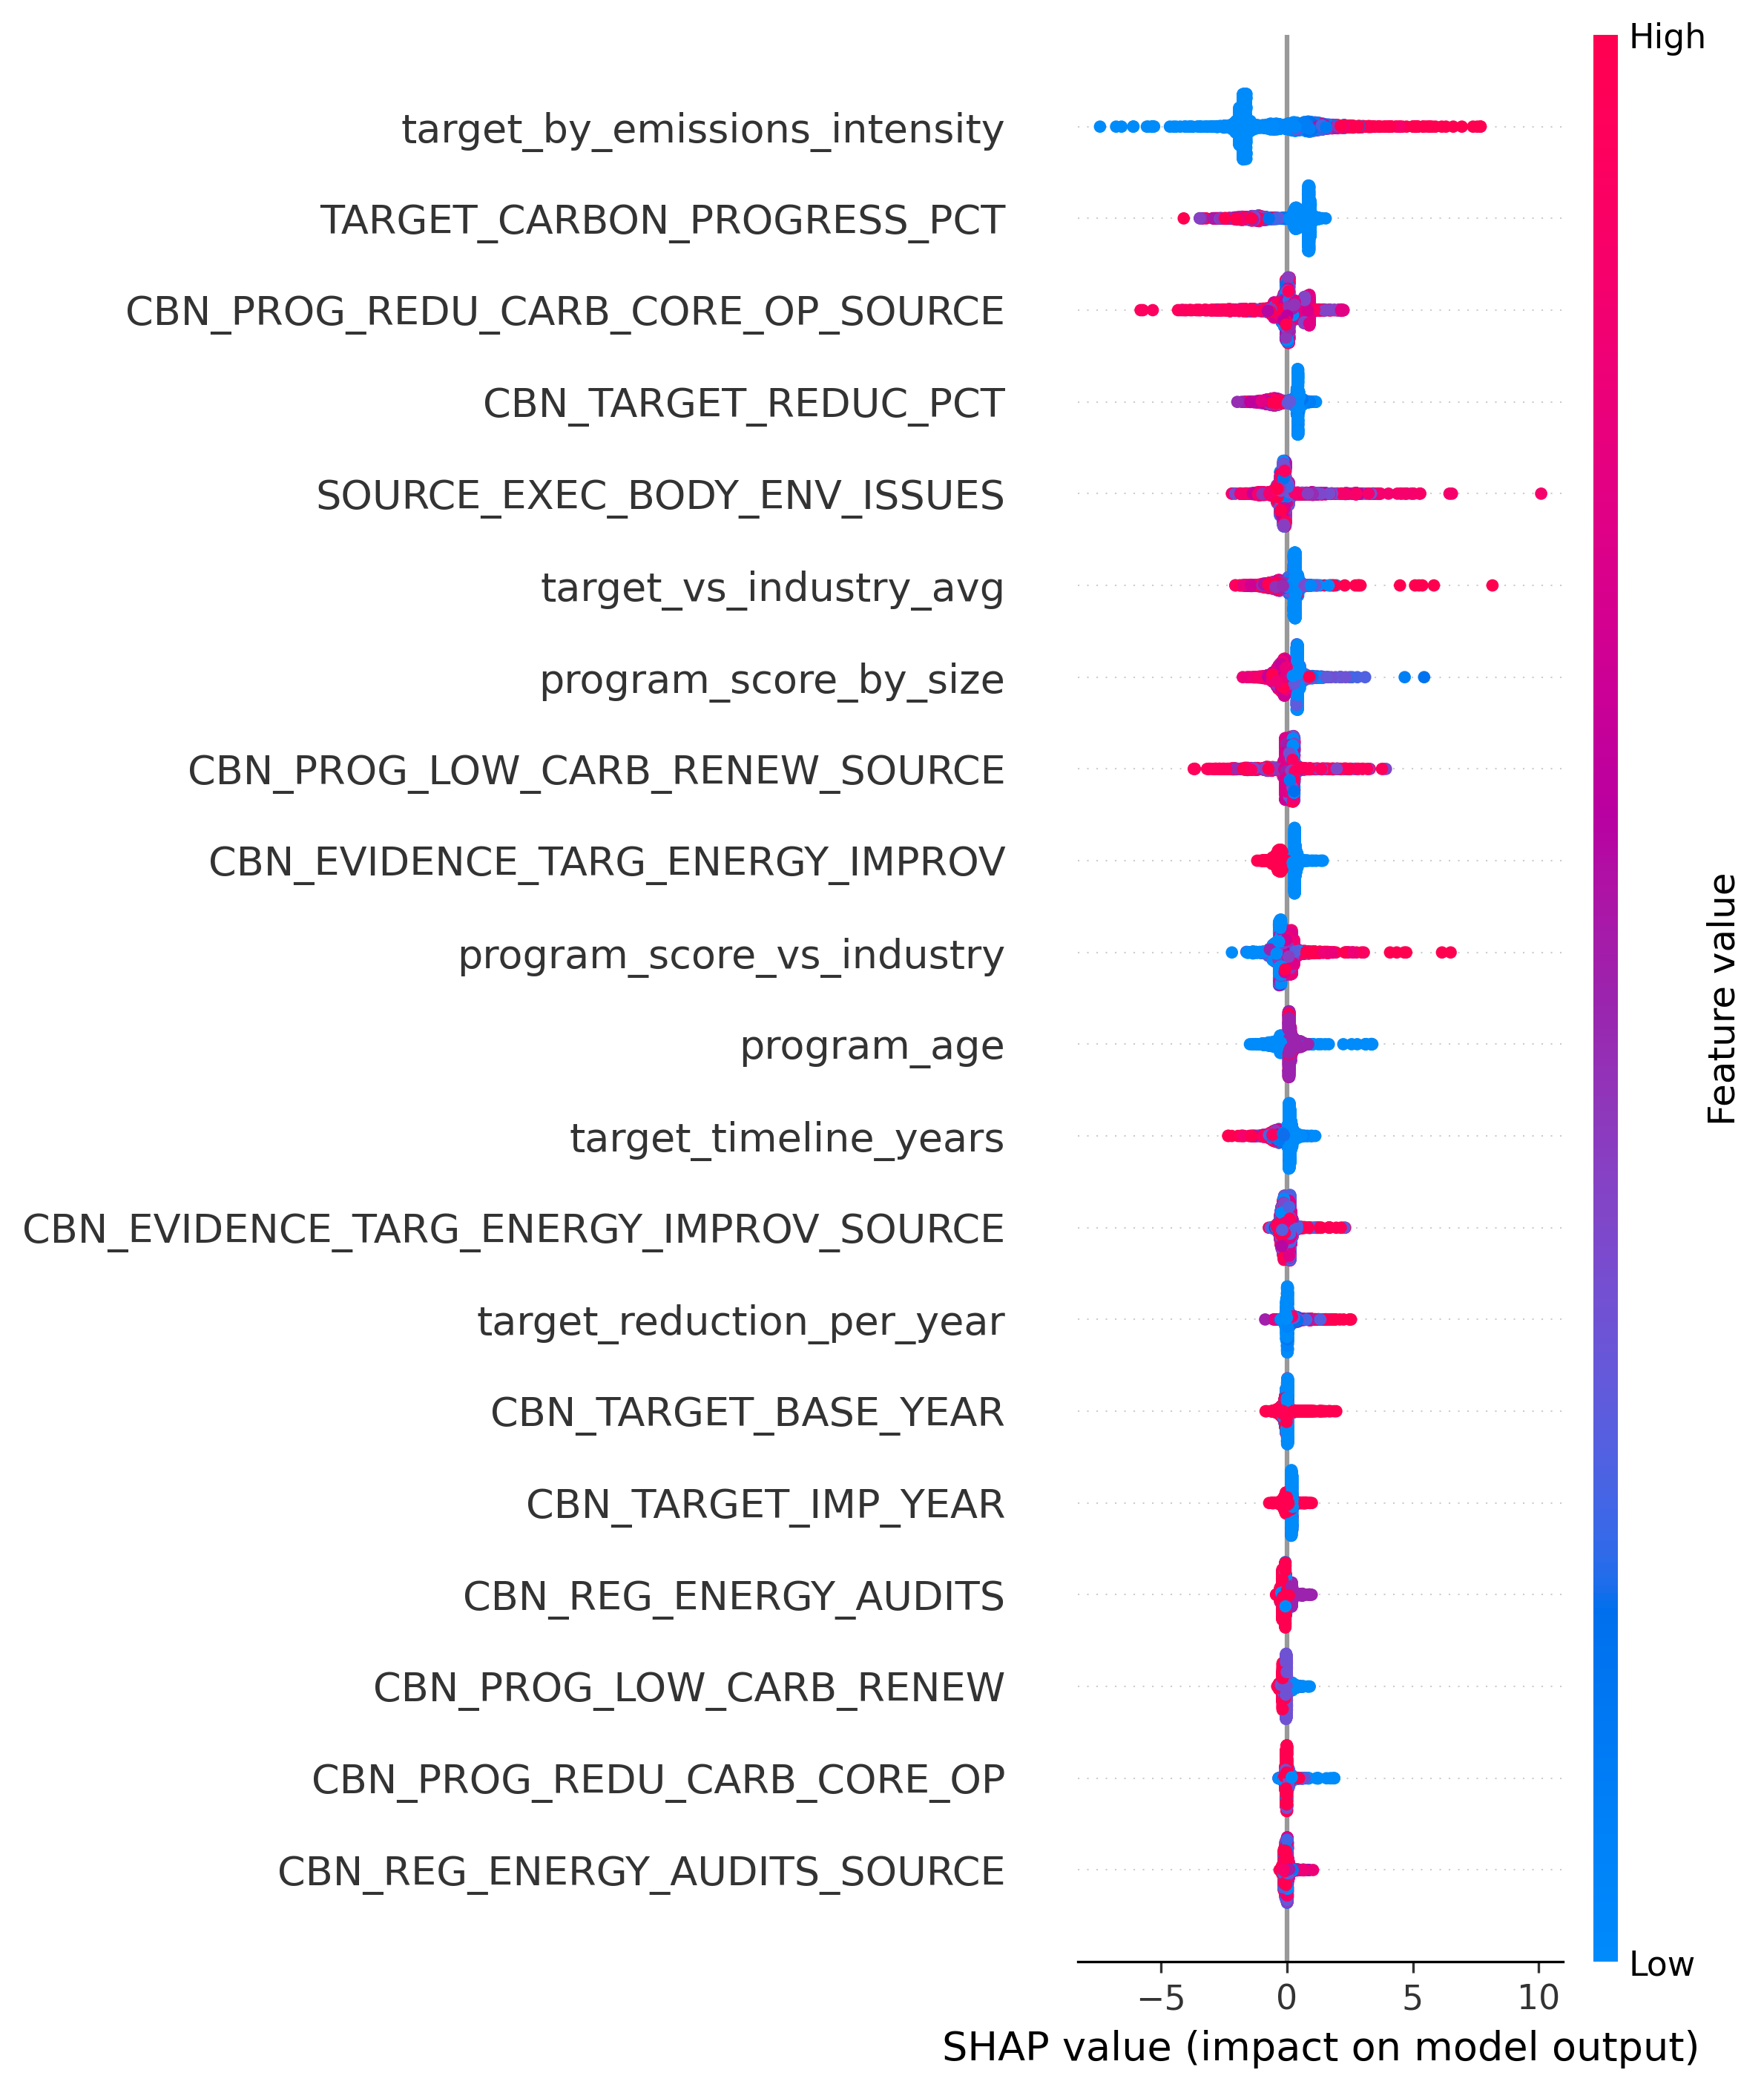 High
target_by_emissions_intensity
TARGET_CARBON_PROGRESS_PCT
CBN_PROG_REDU_CARB_CORE_OP_SOURCE
CBN_TARGET_REDUC_PCT
SOURCE_EXEC_BODY_ENV_ISSUES
target_vs_industry_avg
program_score_by_size
CBN_PROG_LOW_CARB_RENEW_SOURCE
CBN_EVIDENCE_TARG_ENERGY_IMPROV
program_score_vs_industry
program_age
target_timeline_years
CBN_EVIDENCE_TARG_ENERGY_IMPROV_SOURCE
target_reduction_per_year
CBN_TARGET_BASE_YEAR
CBN_TARGET_IMP_YEAR
CBN_REG_ENERGY_AUDITS
CBN_PROG_LOW_CARB_RENEW
CBN_PROG_REDU_CARB_CORE_OP
CBN_REG_ENERGY_AUDITS_SOURCE
Feature value
Low
−5 0 5 10
SHAP value (impact on model output)